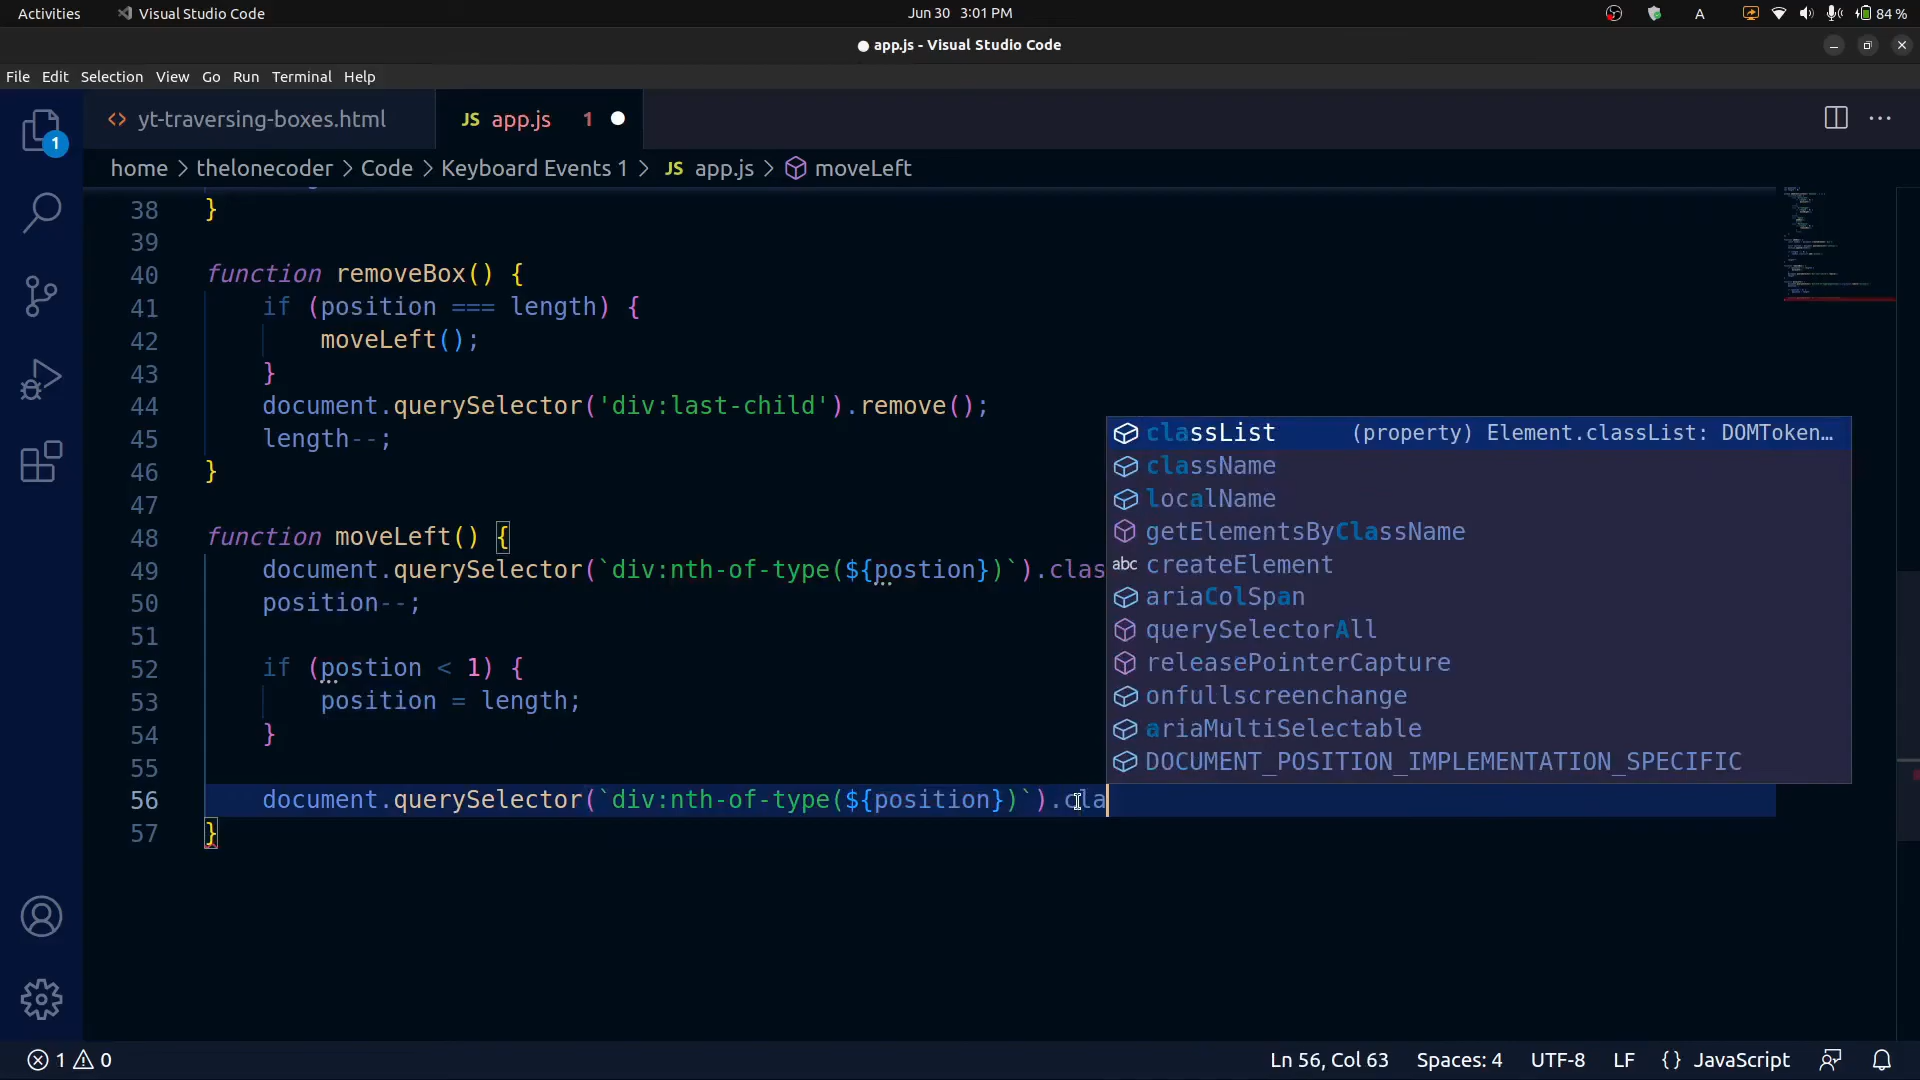 Activities Visual Studio Code Jun 30 3:01 PM A 84 %
app.js - Visual Studio Code
File Edit Selection View Go Run Terminal Help
yt-traversing-boxes.html JS app.js 1
1
home > thelonecoder > Code > Keyboard Events 1 > JS app.js > moveLeft
38 }
39
40 function removeBox() {
41 if (position === length) {
42 moveLeft();
43 }
44 document.querySelector('div:last-child').remove();
45 length--;
46 }
47
48 function moveLeft() {
49 document.querySelector(`div:nth-of-type(${postion})`).clas
50 position--;
51
52 if (postion < 1) {
53 position = length;
54 }
55
56 document.querySelector(`div:nth-of-type(${position})`).cla
57 }
classList (property) Element.classList: DOMToken…
className
localName
getElementsByClassName
abc createElement
ariaColSpan
querySelectorAll
releasePointerCapture
onfullscreenchange
ariaMultiSelectable
DOCUMENT_POSITION_IMPLEMENTATION_SPECIFIC
1 0 Ln 56, Col 63 Spaces: 4 UTF-8 LF {} JavaScript